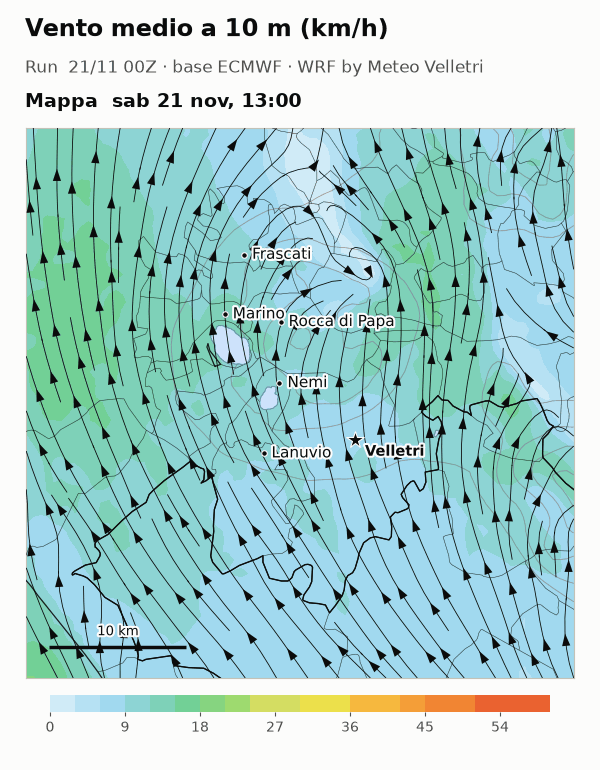 Vento medio a 10 m (km/h)
Run 21/11 00Z · base ECMWF · WRF by Meteo Velletri
Mappa sab 21 nov, 13:00
Frascati
Marino
Rocca di Papa
Nemi
Velletri
Lanuvio
10 km
0 9 18 27 36 45 54